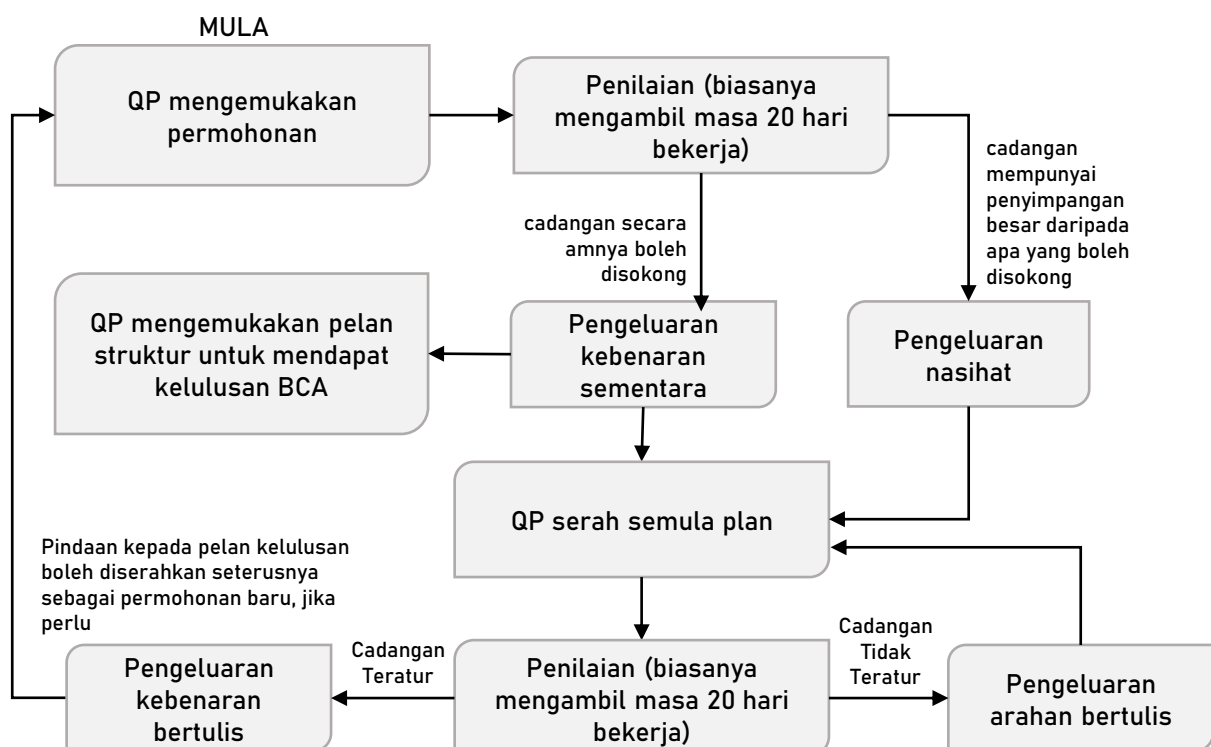 MULA
QP mengemukakan
permohonan
Penilaian (biasanya
mengambil masa 20 hari
bekerja)
cadangan
mempunyai
penyimpangan
besar daripada
apa yang boleh
disokong
cadangan secara
amnya boleh
disokong
QP mengemukakan pelan
struktur untuk mendapat
kelulusan BCA
Pengeluaran
kebenaran
sementara
Pengeluaran
nasihat
QP serah semula plan
Pindaan kepada pelan kelulusan
boleh diserahkan seterusnya
sebagai permohonan baru, jika
perlu
Pengeluaran
kebenaran
bertulis
Cadangan
Teratur
Penilaian (biasanya
mengambil masa 20 hari
bekerja)
Cadangan
Tidak
Teratur
Pengeluaran
arahan bertulis